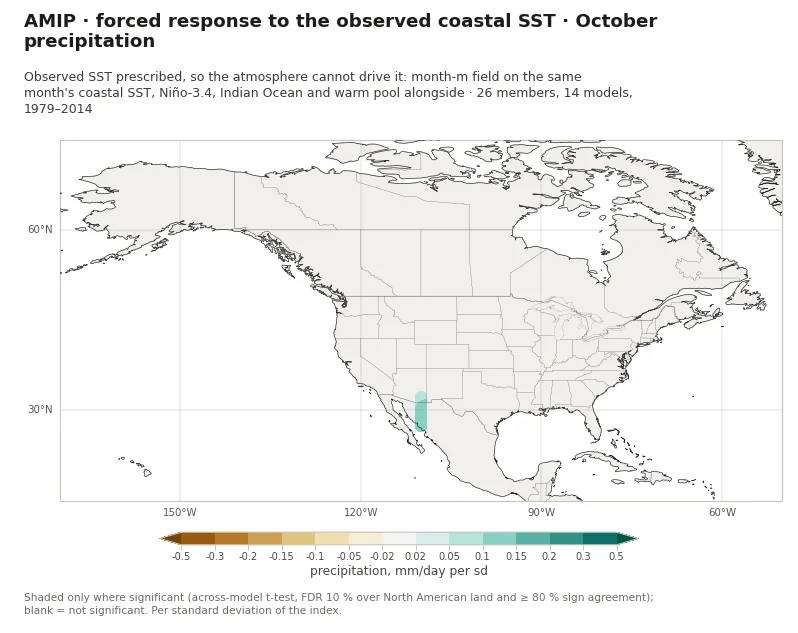 AMIP · forced response to the observed coastal SST · October
precipitation
Observed SST prescribed, so the atmosphere cannot drive it: month-m field on the same
month's coastal SST, Niño-3.4, Indian Ocean and warm pool alongside · 26 members, 14 models,
1979–2014
60°N
30°N
150°W 120°W 90°W 60°W
-0.5 -0.3 -0.2 -0.15 -0.1 -0.05 -0.02 0.02 0.05 0.1 0.15 0.2 0.3 0.5
precipitation, mm/day per sd
Shaded only where significant (across-model t-test, FDR 10 % over North American land and ≥ 80 % sign agreement);
blank = not significant. Per standard deviation of the index.